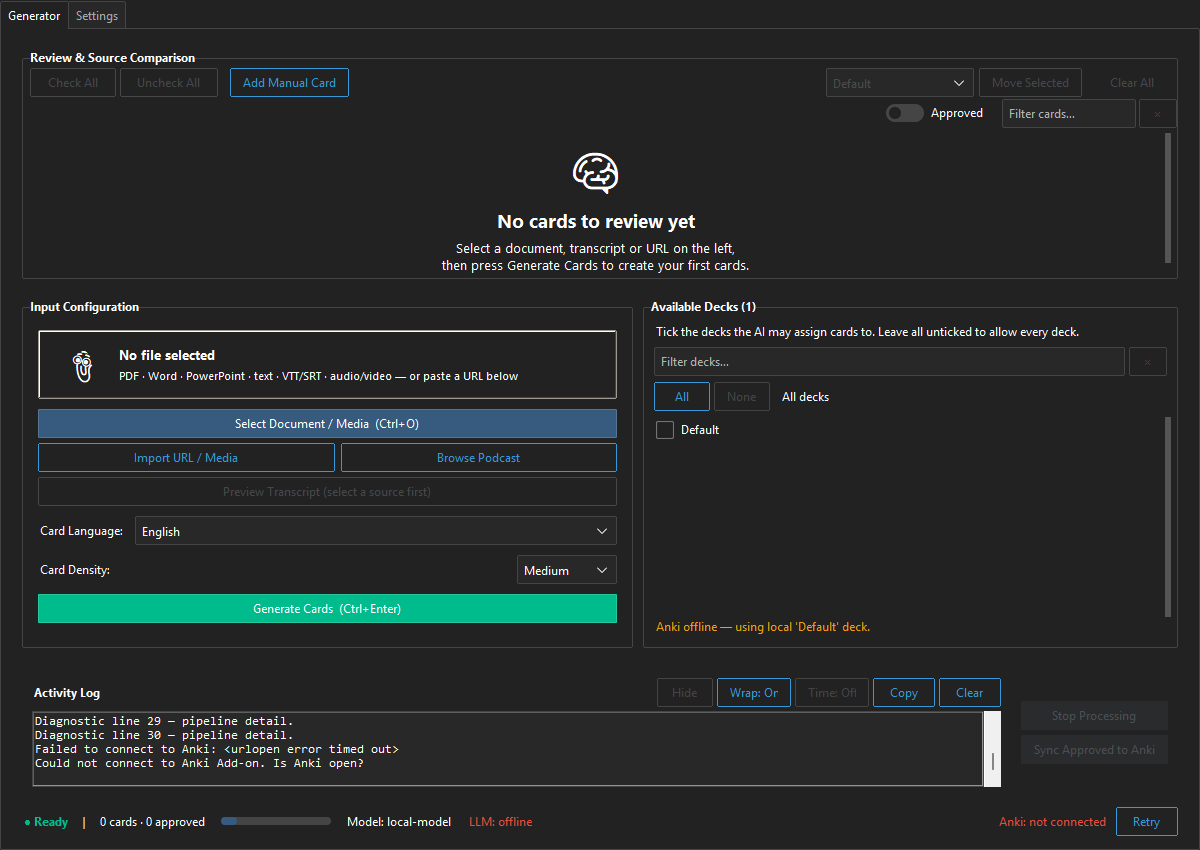 Generator
Settings
Review & Source Comparison
Check All
Uncheck All
Add Manual Card
Default
Move Selected
Clear All
Approved
Filter cards...
×
No cards to review yet
Select a document, transcript or URL on the left,
then press Generate Cards to create your first cards.
Input Configuration
No file selected
PDF · Word · PowerPoint · text · VTT/SRT · audio/video — or paste a URL below
Select Document / Media (Ctrl+O)
Import URL / Media
Browse Podcast
Preview Transcript (select a source first)
Card Language:
English
Card Density:
Medium
Generate Cards (Ctrl+Enter)
Available Decks (1)
Tick the decks the AI may assign cards to. Leave all unticked to allow every deck.
Filter decks...
×
All
None
All decks
Default
Anki offline — using local 'Default' deck.
Activity Log
Hide
Wrap: On
Time: Off
Copy
Clear
Diagnostic line 29 — pipeline detail.
Diagnostic line 30 — pipeline detail.
Failed to connect to Anki: <urlopen error timed out>
Could not connect to Anki Add-on. Is Anki open?
Stop Processing
Sync Approved to Anki
● Ready | 0 cards · 0 approved
Model: local-model
LLM: offline
Anki: not connected
Retry